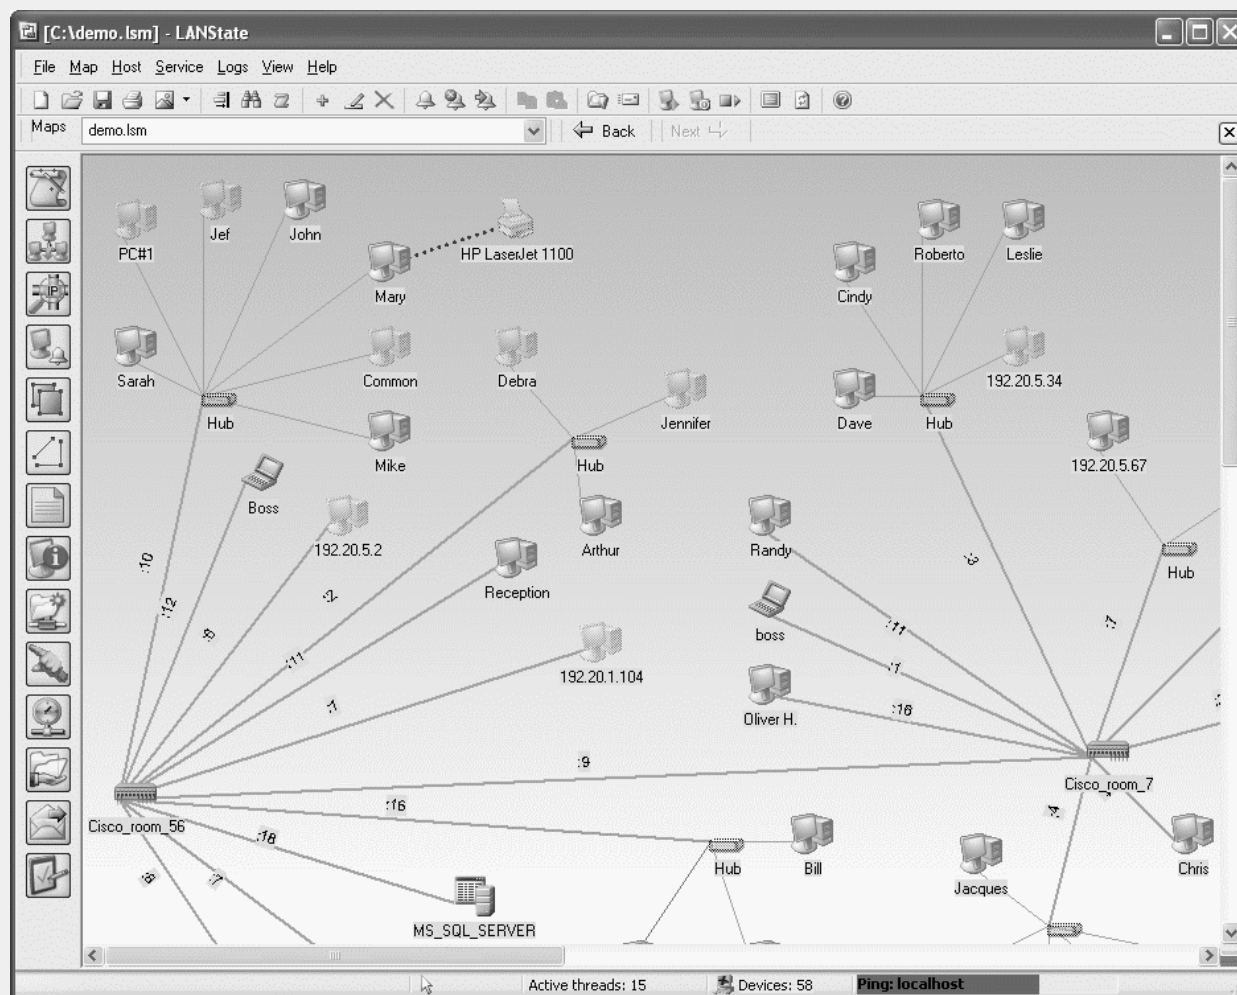 [C:\demo.lsm] - LANState
File Map Host Service Logs View Help
Maps demo.lsm Back Next
PC#1
Jef
John
HP LaserJet 1100
Mary
Roberto
Leslie
Cindy
Sarah
Common
Debra
192.20.5.34
Hub
Jennifer
Dave
Hub
Mike
Hub
192.20.5.67
Boss
192.20.5.2
Arthur
Randy
Hub
Reception
boss
192.20.1.104
Oliver H.
:10
:12
:2
:3
:11
:11
:1
:16
:9
Cisco_room_7
:16
:4
Cisco_room_56
:18
Hub
Bill
Chris
Jacques
:7
MS_SQL_SERVER
Active threads: 15 Devices: 58 Ping: localhost
IP